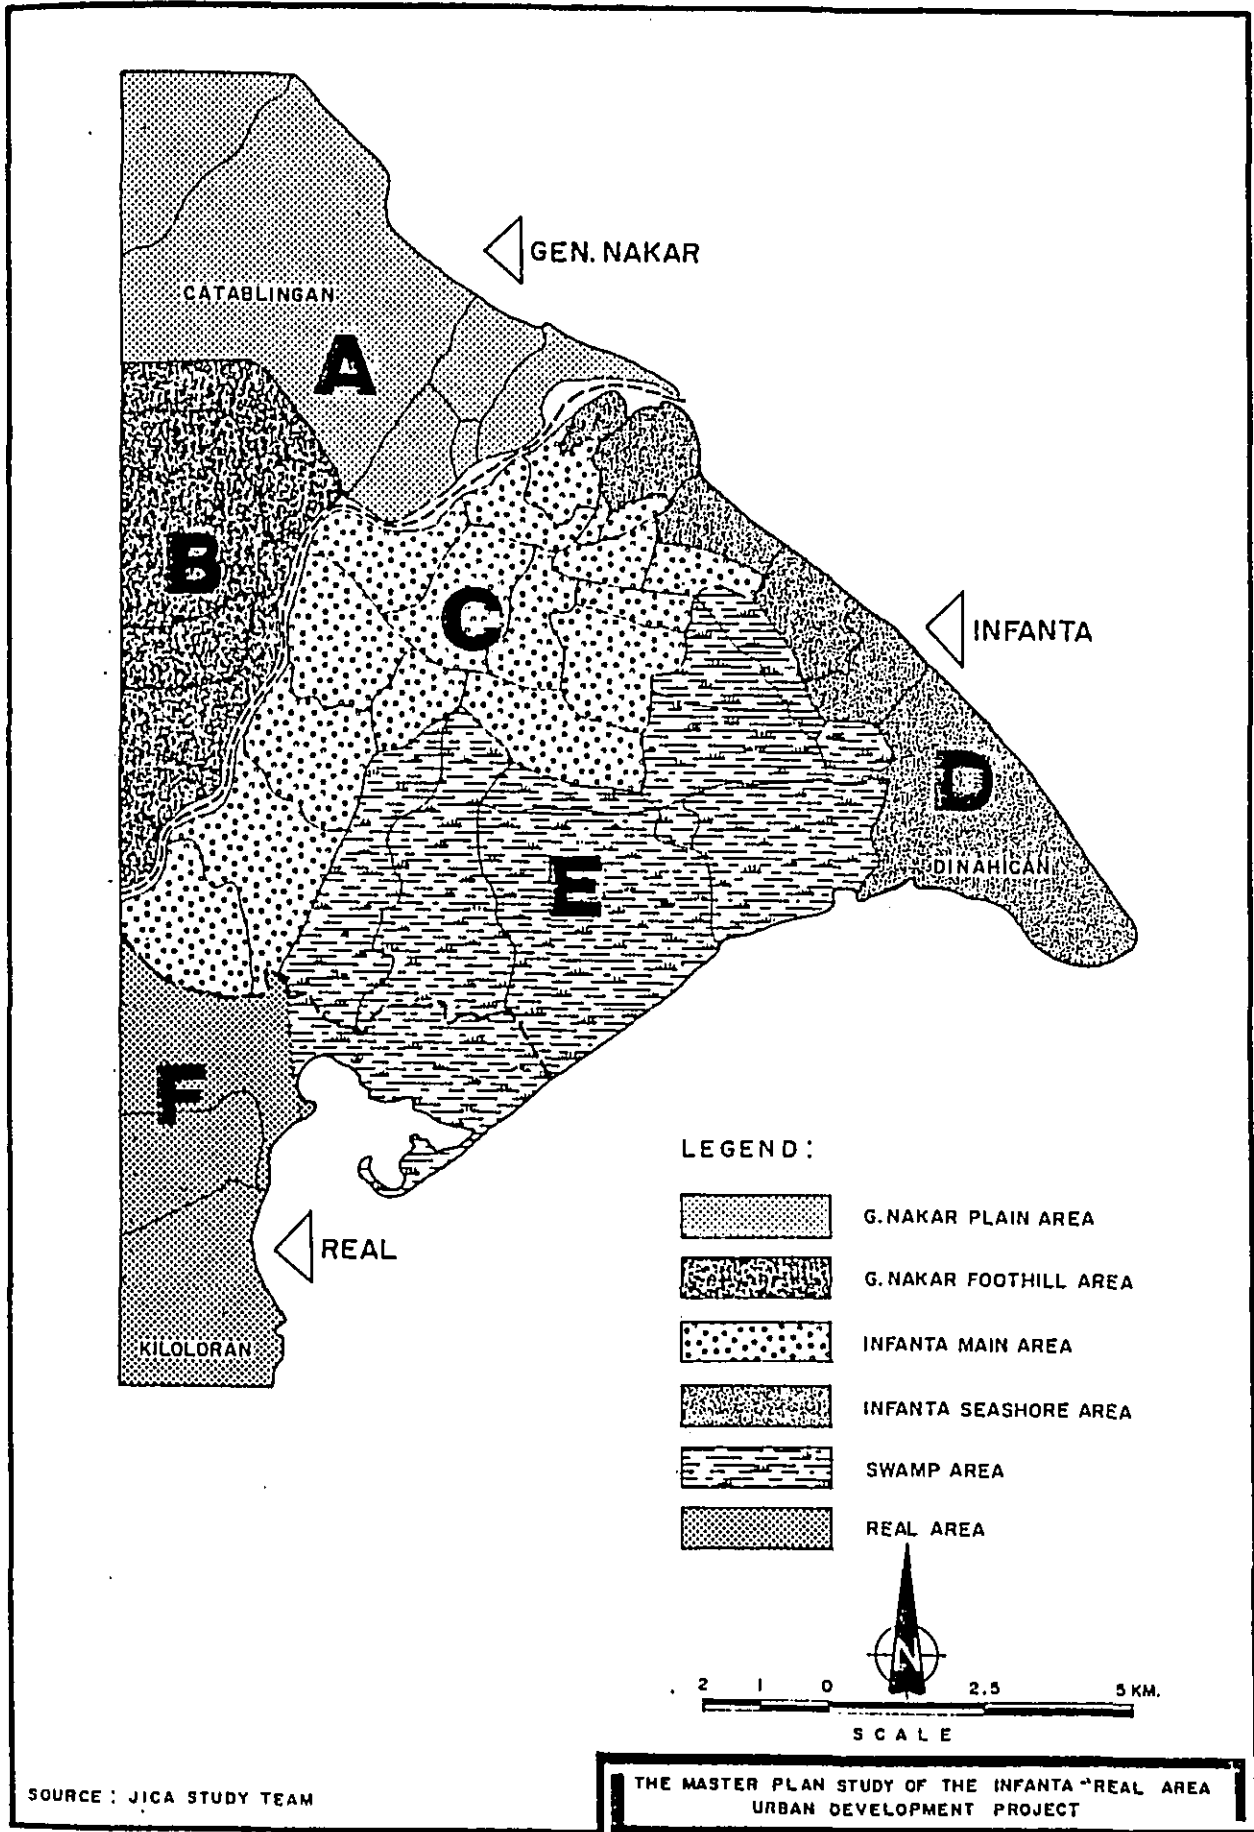 GEN. NAKAR
CATABLINGAN
A
B
C
INFANTA
D
DINAHICAN
E
F
REAL
KILOLORAN
LEGEND:
G.NAKAR PLAIN AREA
G.NAKAR FOOTHILL AREA
INFANTA MAIN AREA
INFANTA SEASHORE AREA
SWAMP AREA
REAL AREA
N
2 1 0 2.5 5 KM.
SCALE
SOURCE : JICA STUDY TEAM
THE MASTER PLAN STUDY OF THE INFANTA-REAL AREA
URBAN DEVELOPMENT PROJECT